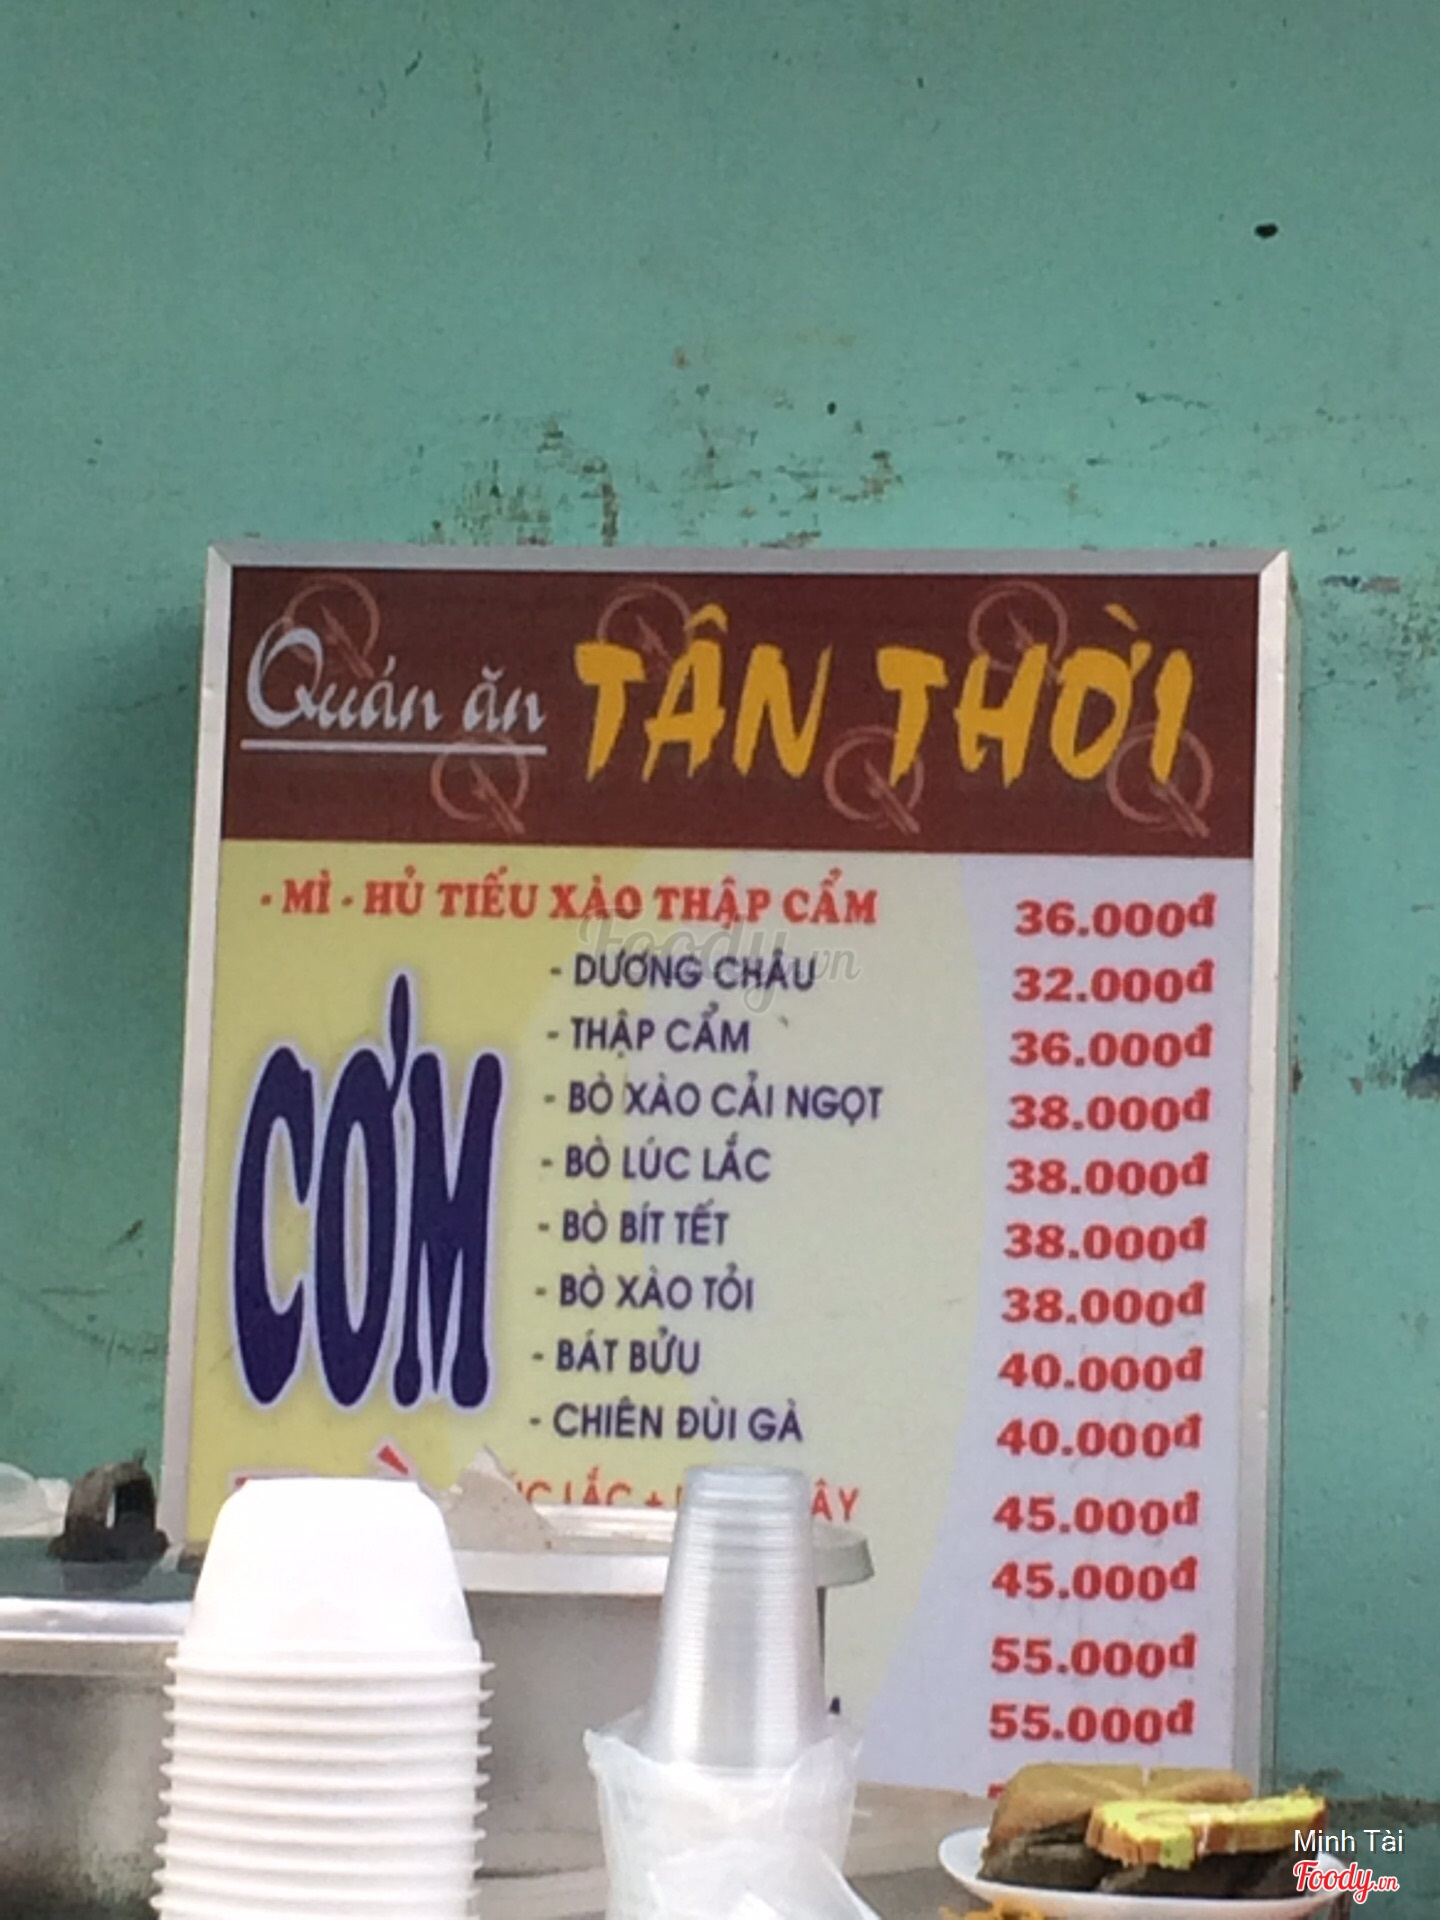 Quán ăn TÂN THỜI
- MÌ - HỦ TIẾU XÀO THẬP CẨM 36.000đ
CƠM
- DƯƠNG CHÂU 32.000đ
- THẬP CẨM 36.000đ
- BÒ XÀO CẢI NGỌT 38.000đ
- BÒ LÚC LẮC 38.000đ
- BÒ BÍT TẾT 38.000đ
- BÒ XÀO TỎI 38.000đ
- BÁT BỬU 40.000đ
- CHIÊN ĐÙI GÀ 40.000đ
LẮC + 45.000đ
45.000đ
55.000đ
55.000đ
Foody.vn
Minh Tài
Foody.vn